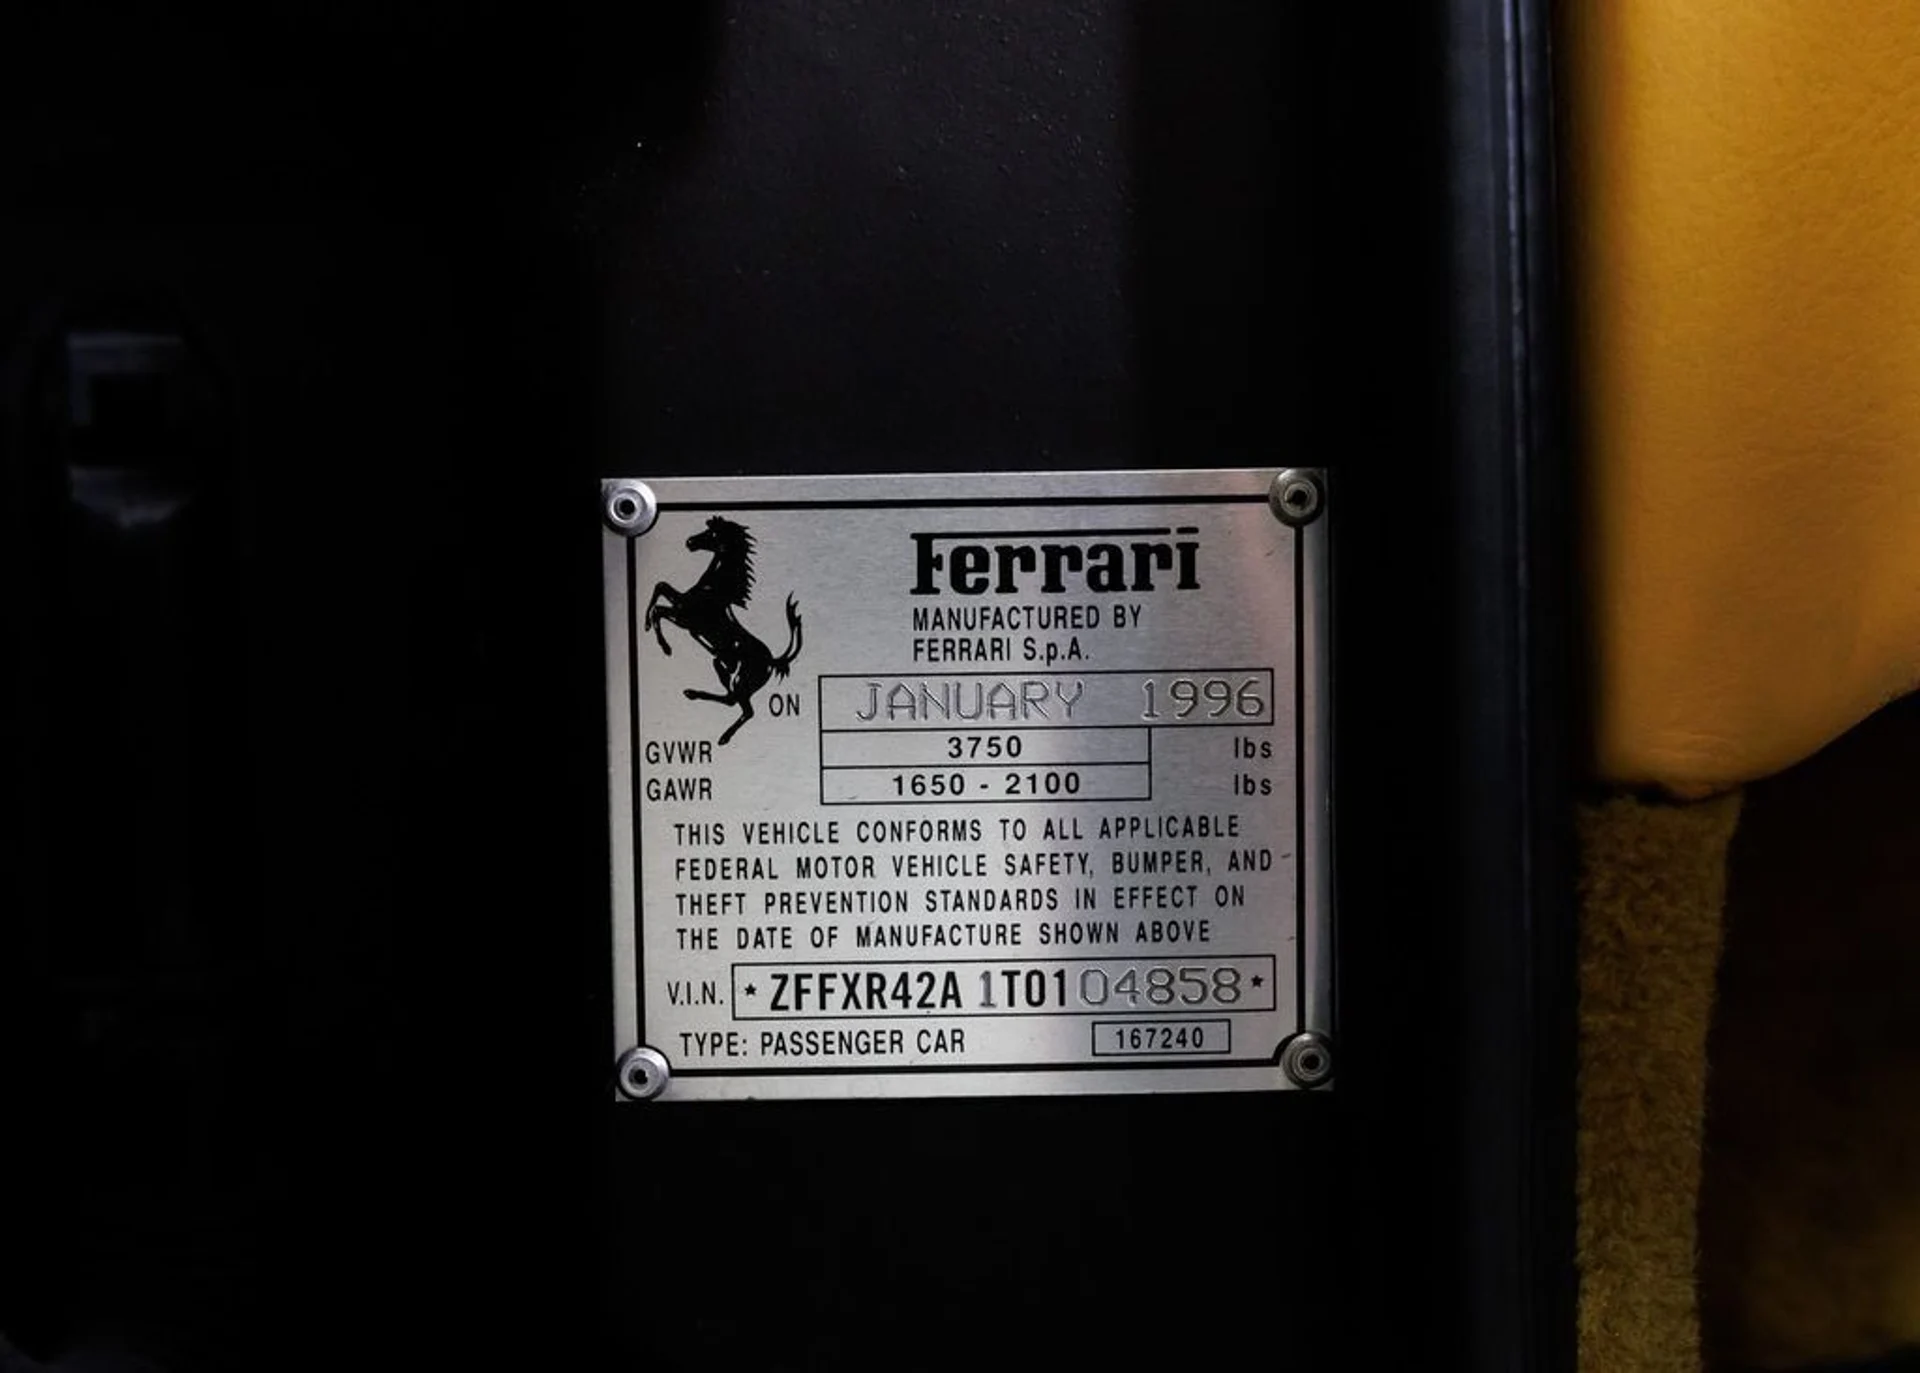 Ferrari
MANUFACTURED BY
FERRARI S.p.A.
ON JANUARY 1996
GVWR 3750 lbs
GAWR 1650 - 2100 lbs
THIS VEHICLE CONFORMS TO ALL APPLICABLE
FEDERAL MOTOR VEHICLE SAFETY, BUMPER, AND
THEFT PREVENTION STANDARDS IN EFFECT ON
THE DATE OF MANUFACTURE SHOWN ABOVE
V.I.N. * ZFFXR42A 1T0104858 *
TYPE: PASSENGER CAR 167240